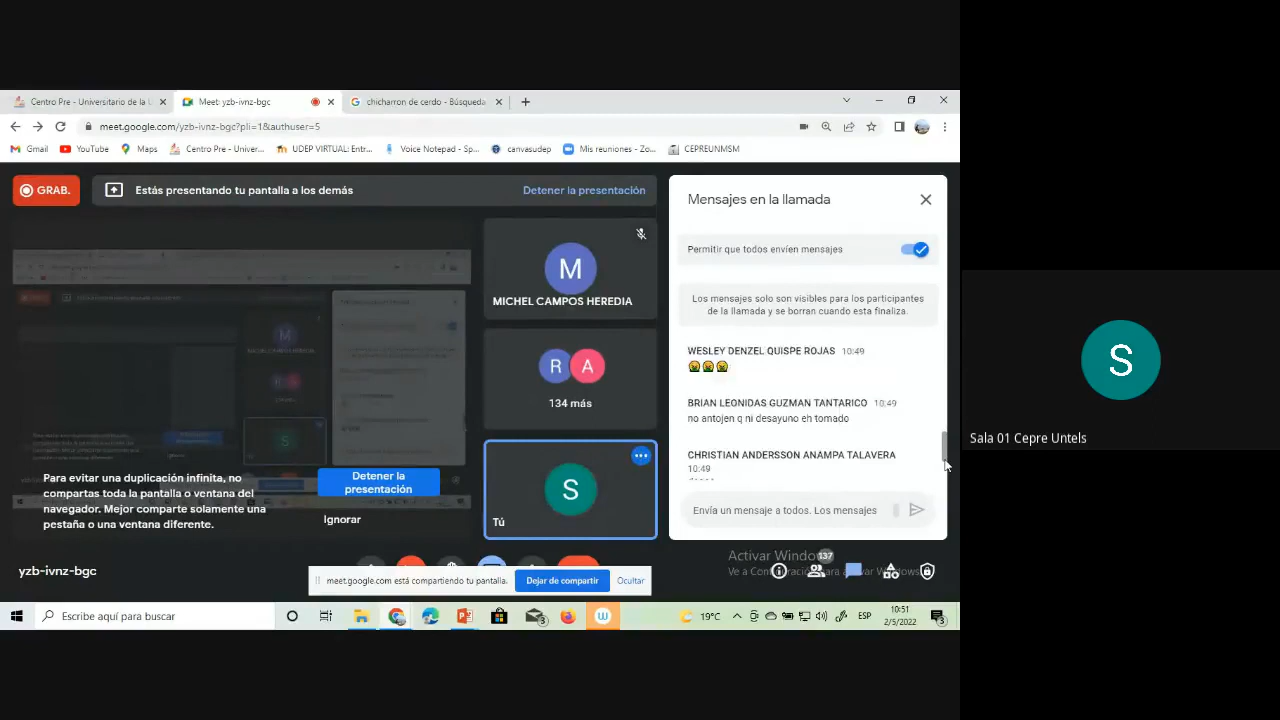 Centro Pre - Universitario de la U
Meet: yzb-ivnz-bgc
chicharron de cerdo - Búsqueda
meet.google.com/yzb-ivnz-bgc?pli=1&authuser=5
Gmail
YouTube
Maps
Centro Pre - Univer...
UDEP VIRTUAL: Entr...
Voice Notepad - Sp...
canvasudep
Mis reuniones - Zo...
CEPREUNMSM
GRAB.
Estás presentando tu pantalla a los demás
Detener la presentación
M
MICHEL CAMPOS HEREDIA
R A
134 más
S
Tú
Para evitar una duplicación infinita, no
compartas toda la pantalla o ventana del
navegador. Mejor comparte solamente una
pestaña o una ventana diferente.
Detener la
presentación
Ignorar
Mensajes en la llamada
Permitir que todos envíen mensajes
Los mensajes solo son visibles para los participantes
de la llamada y se borran cuando esta finaliza.
WESLEY DENZEL QUISPE ROJAS 10:49
BRIAN LEONIDAS GUZMAN TANTARICO 10:49
no antojen q ni desayuno eh tomado
CHRISTIAN ANDERSSON ANAMPA TALAVERA
10:49
Envía un mensaje a todos. Los mensajes
yzb-ivnz-bgc
meet.google.com está compartiendo tu pantalla.
Dejar de compartir
Ocultar
Activar Windo
137
Escribe aquí para buscar
3
19°C
ESP
10:51
2/5/2022
3
S
Sala 01 Cepre Untels